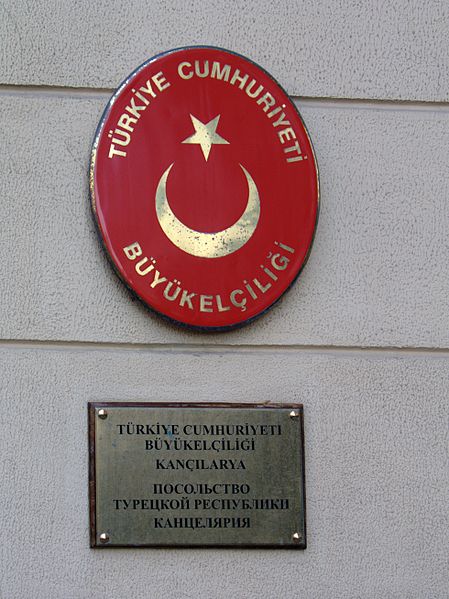 TÜRKİYE CUMHURİYETİ
BÜYÜKELÇİLİĞİ
TÜRKİYE CUMHURİYETİ
BÜYÜKELÇİLİĞİ
KANÇILARYA
ПОСОЛЬСТВО
ТУРЕЦКОЙ РЕСПУБЛИКИ
КАНЦЕЛЯРИЯ